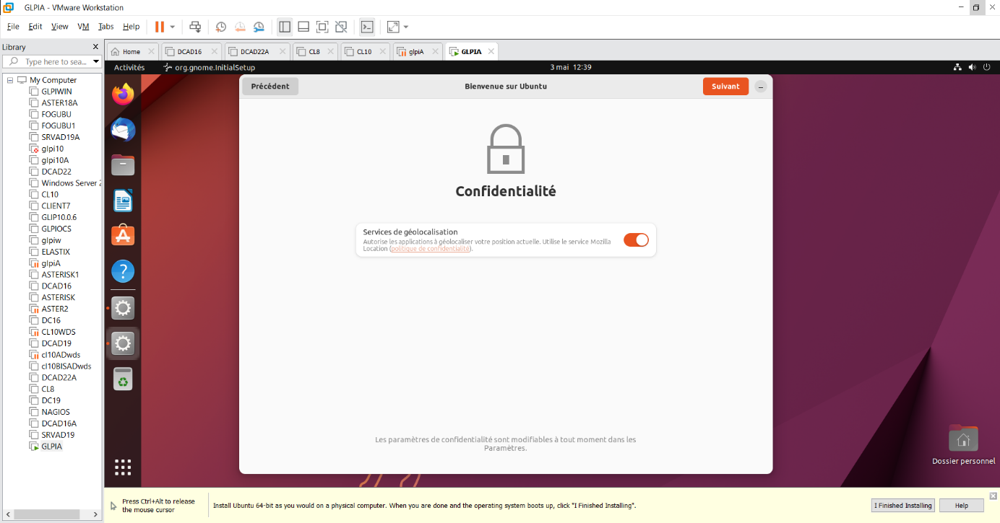 GLPIA - VMware Workstation
File Edit View VM Tabs Help
Library
Type here to sea...
Home DCAD16 DCAD22A CL8 CL10 glpiA GLPIA
My Computer
GLPIWIN
ASTER18A
FOGUBU
FOGUBU1
SRVAD19A
glpi10
glpi10A
DCAD22
Windows Server 2
CL10
CLIENT7
GLIP10.0.6
GLPIOCS
glpiw
ELASTIX
glpiA
ASTERISK1
DCAD16
ASTERISK
ASTER2
DC16
CL10WDS
DCAD19
cl10ADwds
cl10BISADwds
DCAD22A
CL8
DC19
NAGIOS
DCAD16A
SRVAD19
GLPIA
Activités org.gnome.InitialSetup 3 mai 12:39
Précédent Bienvenue sur Ubuntu Suivant
Confidentialité
Services de géolocalisation
Autorise les applications à géolocaliser votre position actuelle. Utilise le service Mozilla
Location (politique de confidentialité).
Les paramètres de confidentialité sont modifiables à tout moment dans les
Paramètres.
Dossier personnel
Press Ctrl+Alt to release
the mouse cursor
Install Ubuntu 64-bit as you would on a physical computer. When you are done and the operating system boots up, click "I Finished Installing".
I Finished Installing Help